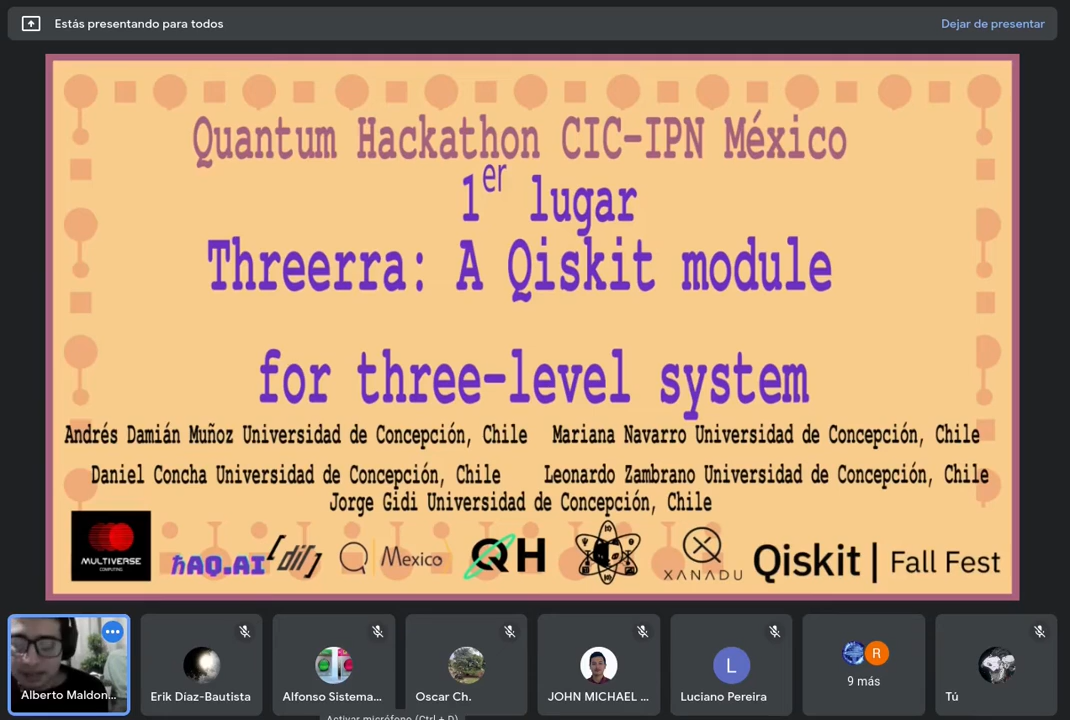 Estás presentando para todos
Dejar de presentar
Quantum Hackathon CIC-IPN México
1er lugar
Threerra: A Qiskit module
for three-level system
Andrés Damián Muñoz Universidad de Concepción, Chile Mariana Navarro Universidad de Concepción, Chile
Daniel Concha Universidad de Concepción, Chile Leonardo Zambrano Universidad de Concepción, Chile
Jorge Gidi Universidad de Concepción, Chile
MULTIVERSE
COMPUTING
ħAQ.AI
Mexico
QH
XANADU
Qiskit | Fall Fest
Alberto Maldon...
Erik Díaz-Bautista
Alfonso Sistema...
Oscar Ch.
JOHN MICHAEL ...
L
Luciano Pereira
R
9 más
Tú
Activar micrófono (Ctrl + D)